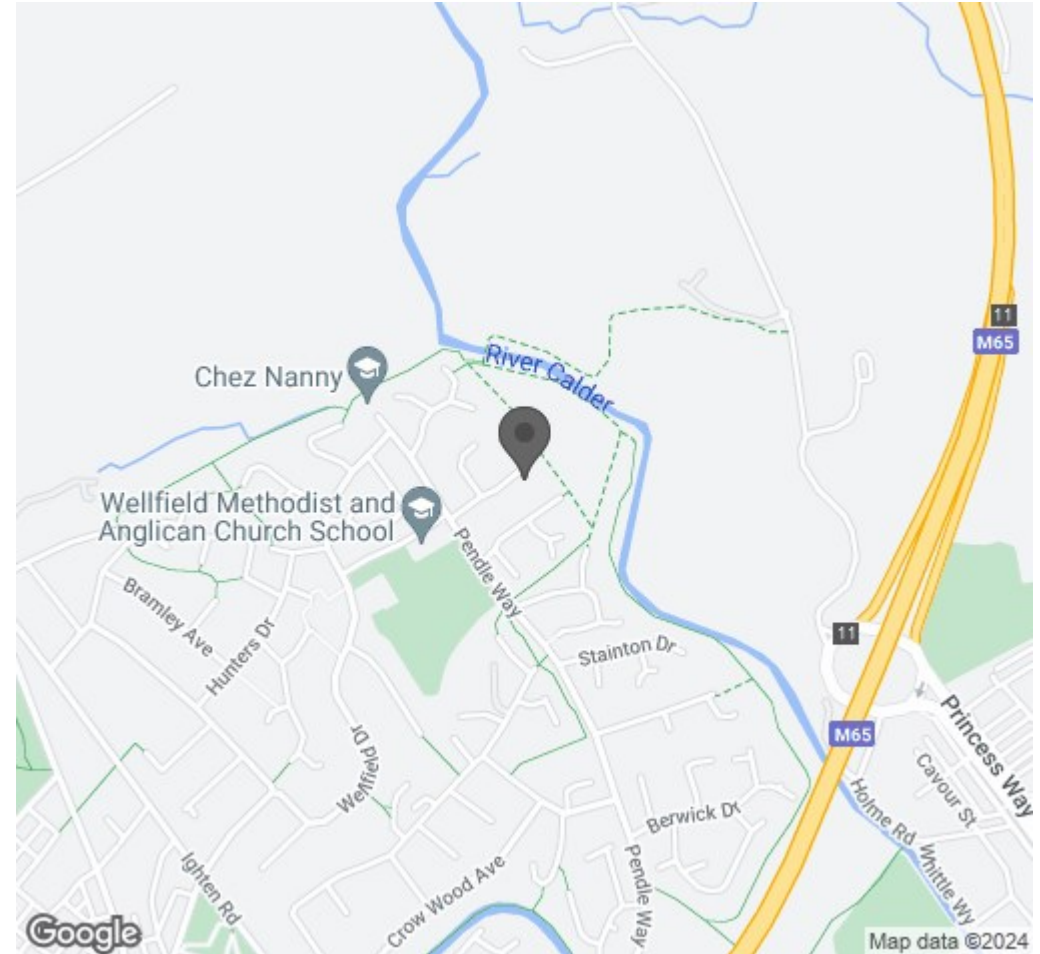 11
M65
River Calder
Chez Nanny
Wellfield Methodist and
Anglican Church School
Pendle Way
Bramley Ave
Hunters Dr
Stainton Dr
11
Princess Way
M65
Wellfield Dr
Cavour St
Holme Rd
Berwick Dr
Whittle Wy
Pendle Way
Ighten Rd
Crow Wood Ave
Google
Map data ©2024